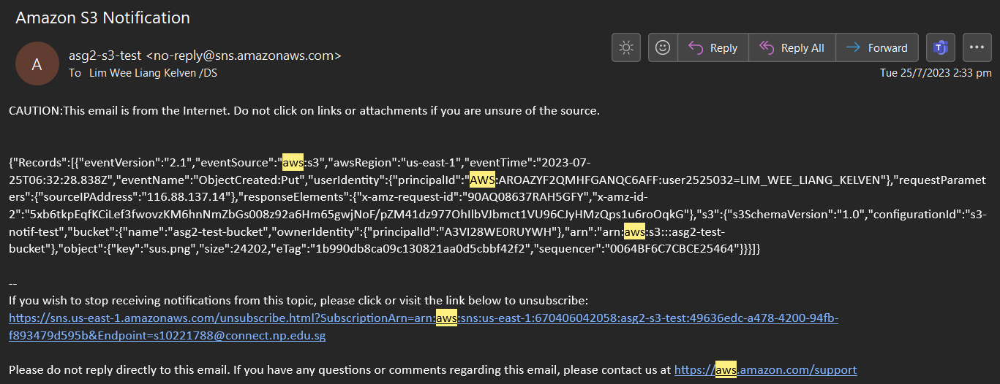 Amazon S3 Notification
A
asg2-s3-test <no-reply@sns.amazonaws.com>
To Lim Wee Liang Kelven /DS
Reply
Reply All
Forward
Tue 25/7/2023 2:33 pm
CAUTION:This email is from the Internet. Do not click on links or attachments if you are unsure of the source.
{"Records":[{"eventVersion":"2.1","eventSource":"aws:s3","awsRegion":"us-east-1","eventTime":"2023-07-
25T06:32:28.838Z","eventName":"ObjectCreated:Put","userIdentity":{"principalId":"AWS:AROAZYF2QMHFGANQC6AFF:user2525032=LIM_WEE_LIANG_KELVEN"},"requestParamet
ers":{"sourceIPAddress":"116.88.137.14"},"responseElements":{"x-amz-request-id":"90AQ08637RAH5GFY","x-amz-id-
2":"5xb6tkpEqfKCiLef3fwovzKM6hnNmZbGs008z92a6Hm65gwjNoF/pZM41dz977OhIlbVJbmct1VU96CJyHMzQps1u6roOqkG"},"s3":{"s3SchemaVersion":"1.0","configurationId":"s3-
notif-test","bucket":{"name":"asg2-test-bucket","ownerIdentity":{"principalId":"A3VI28WE0RUYWH"},"arn":"arn:aws:s3:::asg2-test-
bucket"},"object":{"key":"sus.png","size":24202,"eTag":"1b990db8ca09c130821aa0d5cbbf42f2","sequencer":"0064BF6C7CBCE25464"}}}]}
--
If you wish to stop receiving notifications from this topic, please click or visit the link below to unsubscribe:
https://sns.us-east-1.amazonaws.com/unsubscribe.html?SubscriptionArn=arn:aws:sns:us-east-1:670406042058:asg2-s3-test:49636edc-a478-4200-94fb-
f893479d595b&Endpoint=s10221788@connect.np.edu.sg
Please do not reply directly to this email. If you have any questions or comments regarding this email, please contact us at https://aws.amazon.com/support